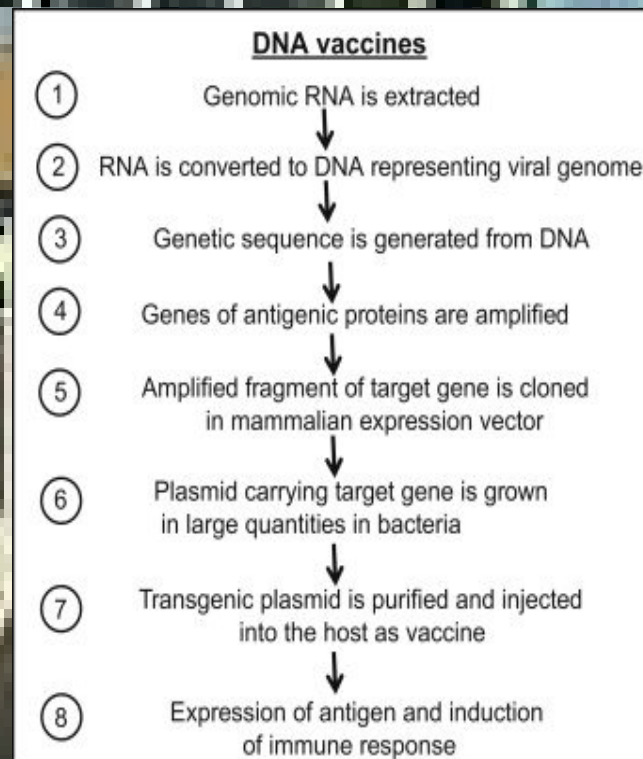 DNA vaccines
1 Genomic RNA is extracted
2 RNA is converted to DNA representing viral genome
3 Genetic sequence is generated from DNA
4 Genes of antigenic proteins are amplified
5 Amplified fragment of target gene is cloned
in mammalian expression vector
6 Plasmid carrying target gene is grown
in large quantities in bacteria
7 Transgenic plasmid is purified and injected
into the host as vaccine
8 Expression of antigen and induction
of immune response